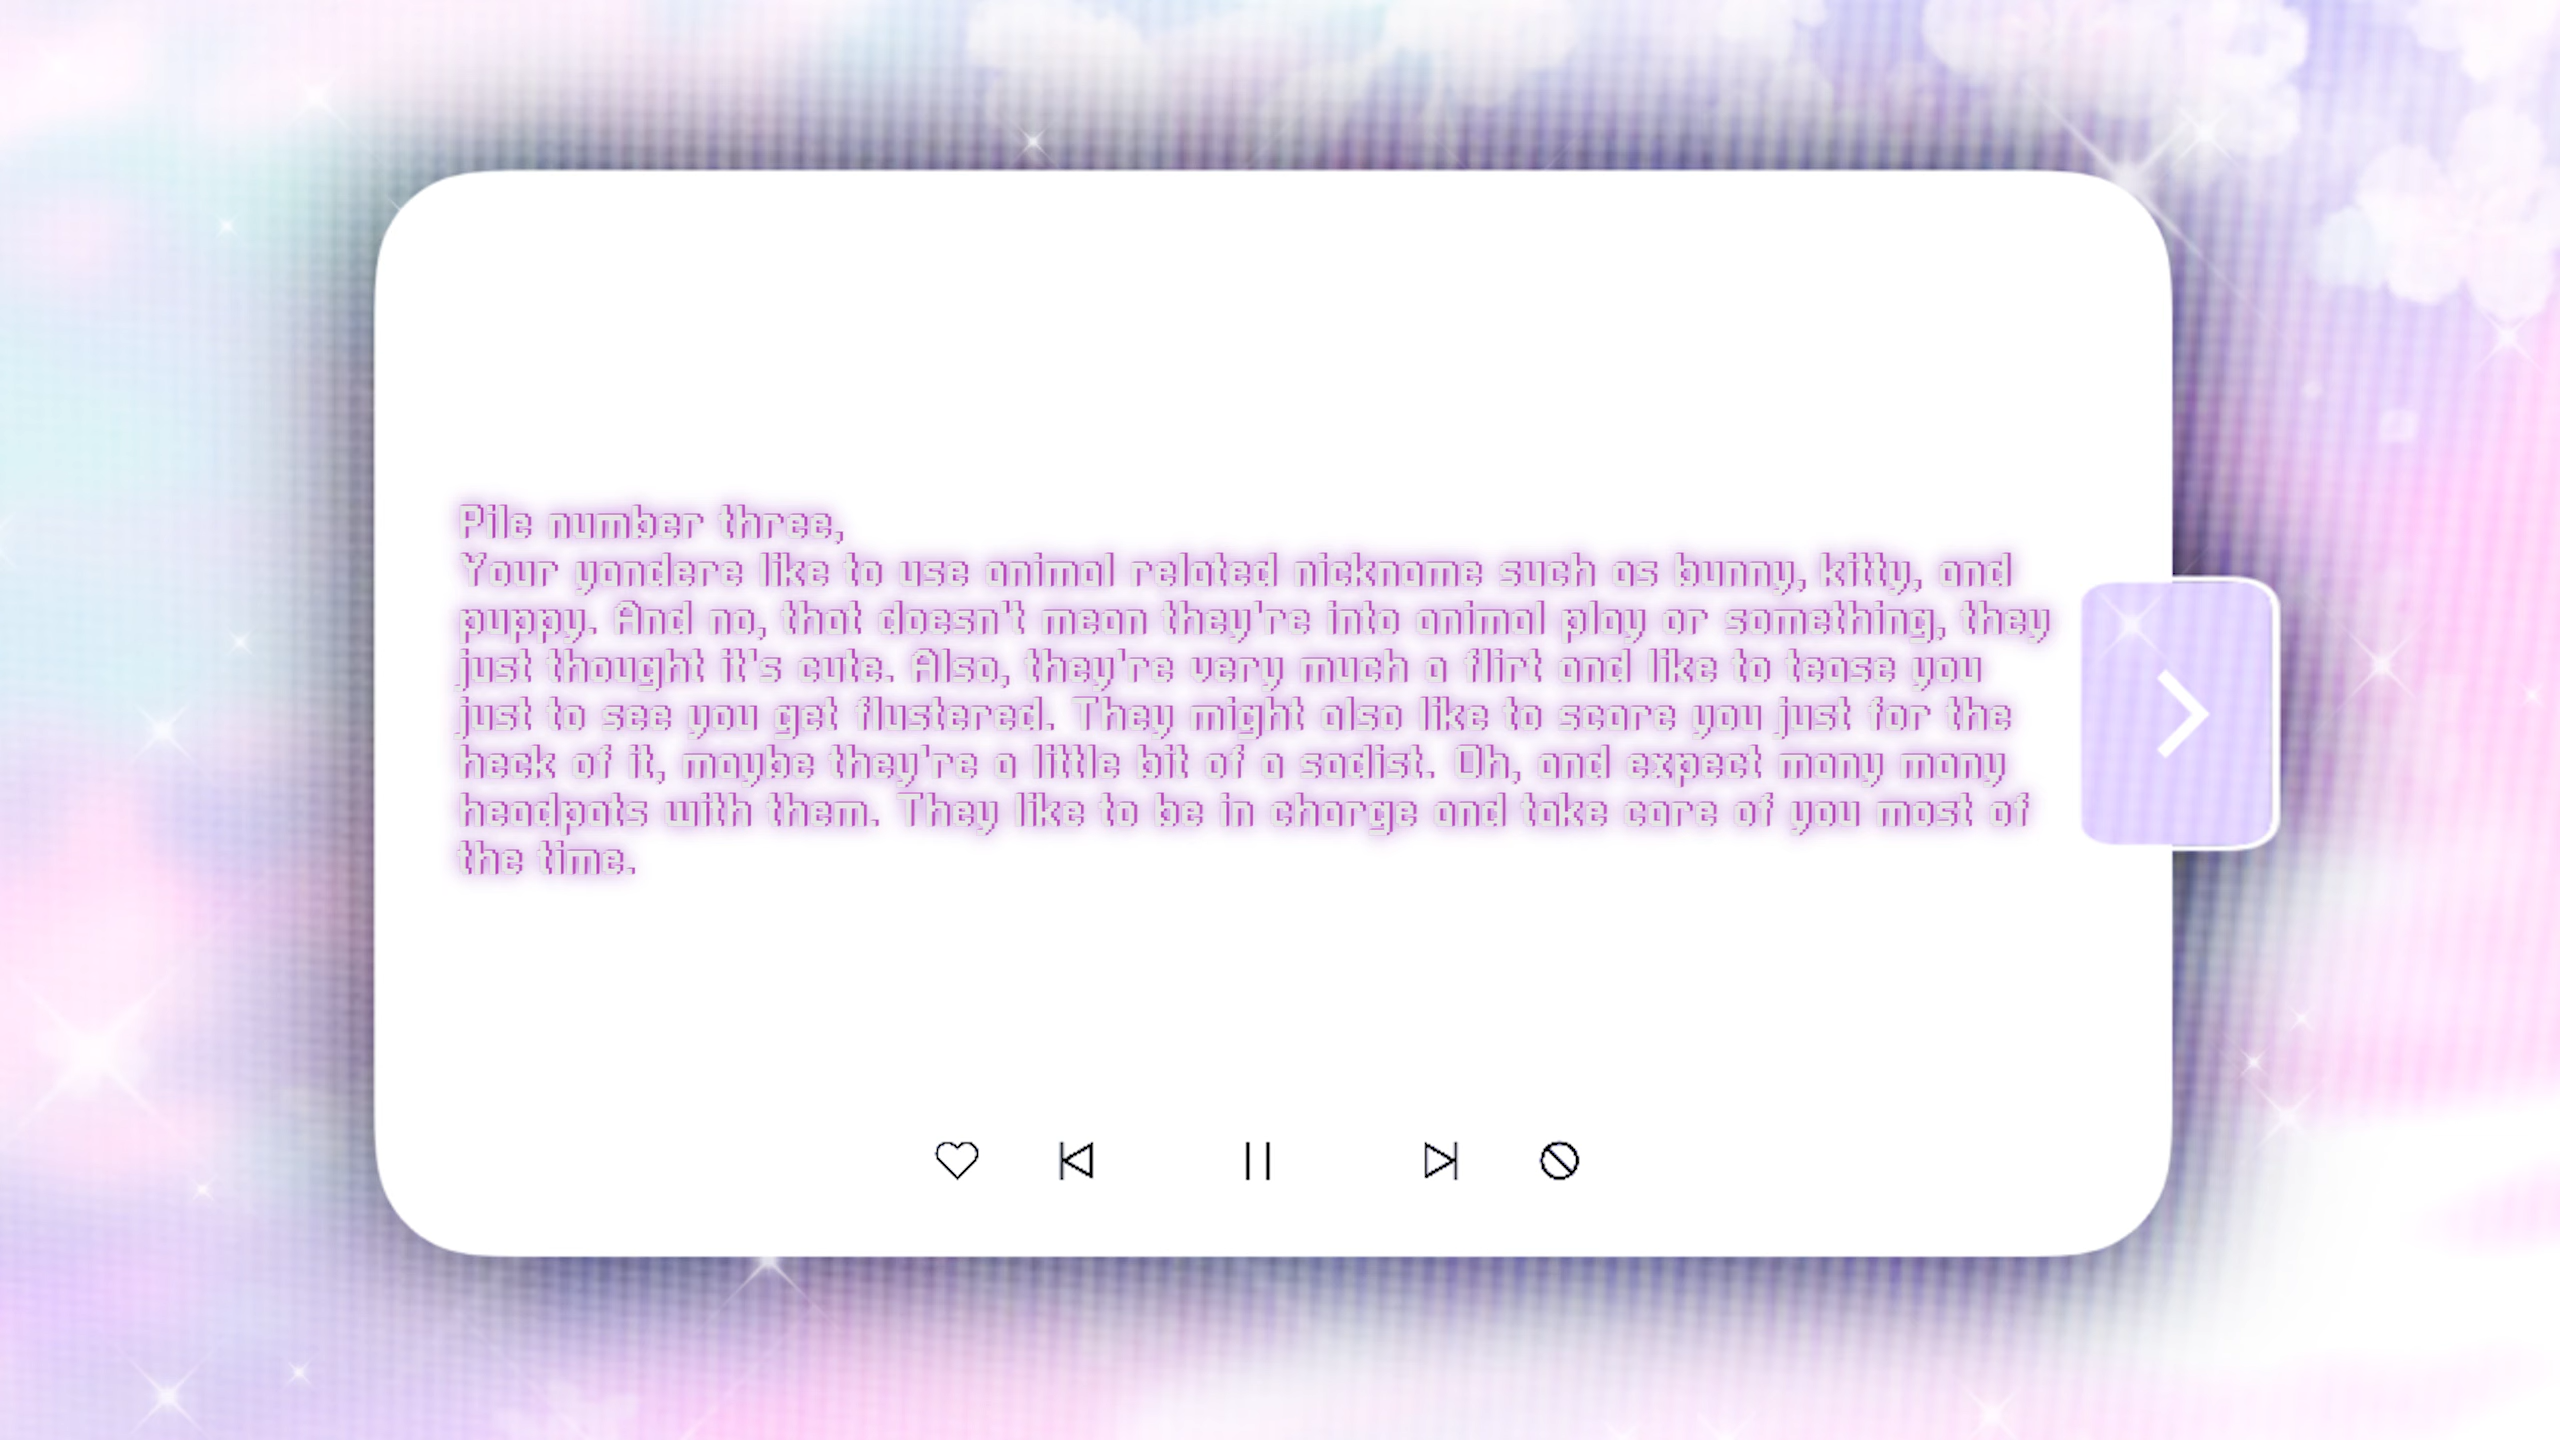 Pile number three,
Your yandere like to use animal related nickname such as bunny, kitty, and
puppy. And no, that doesn't mean they're into animal play or something, they
just thought it's cute. Also, they're very much a flirt and like to tease you
just to see you get flustered. They might also like to scare you just for the
heck of it, maybe they're a little bit of a sadist. Oh, and expect many many
headpats with them. They like to be in charge and take care of you most of
the time.